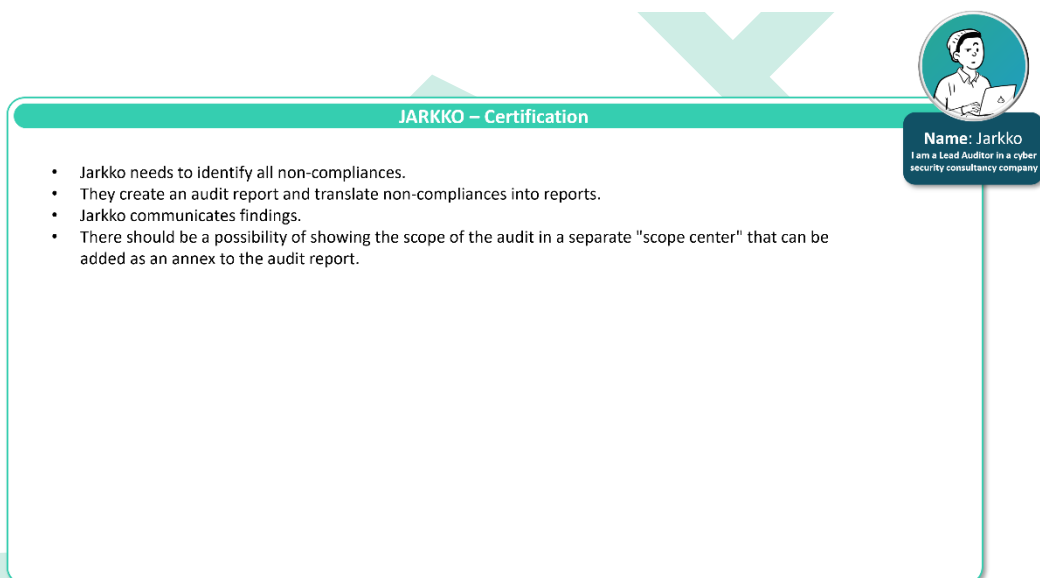 JARKKO – Certification
Name: Jarkko
I am a Lead Auditor in a cyber
security consultancy company
• Jarkko needs to identify all non-compliances.
• They create an audit report and translate non-compliances into reports.
• Jarkko communicates findings.
• There should be a possibility of showing the scope of the audit in a separate "scope center" that can be
added as an annex to the audit report.